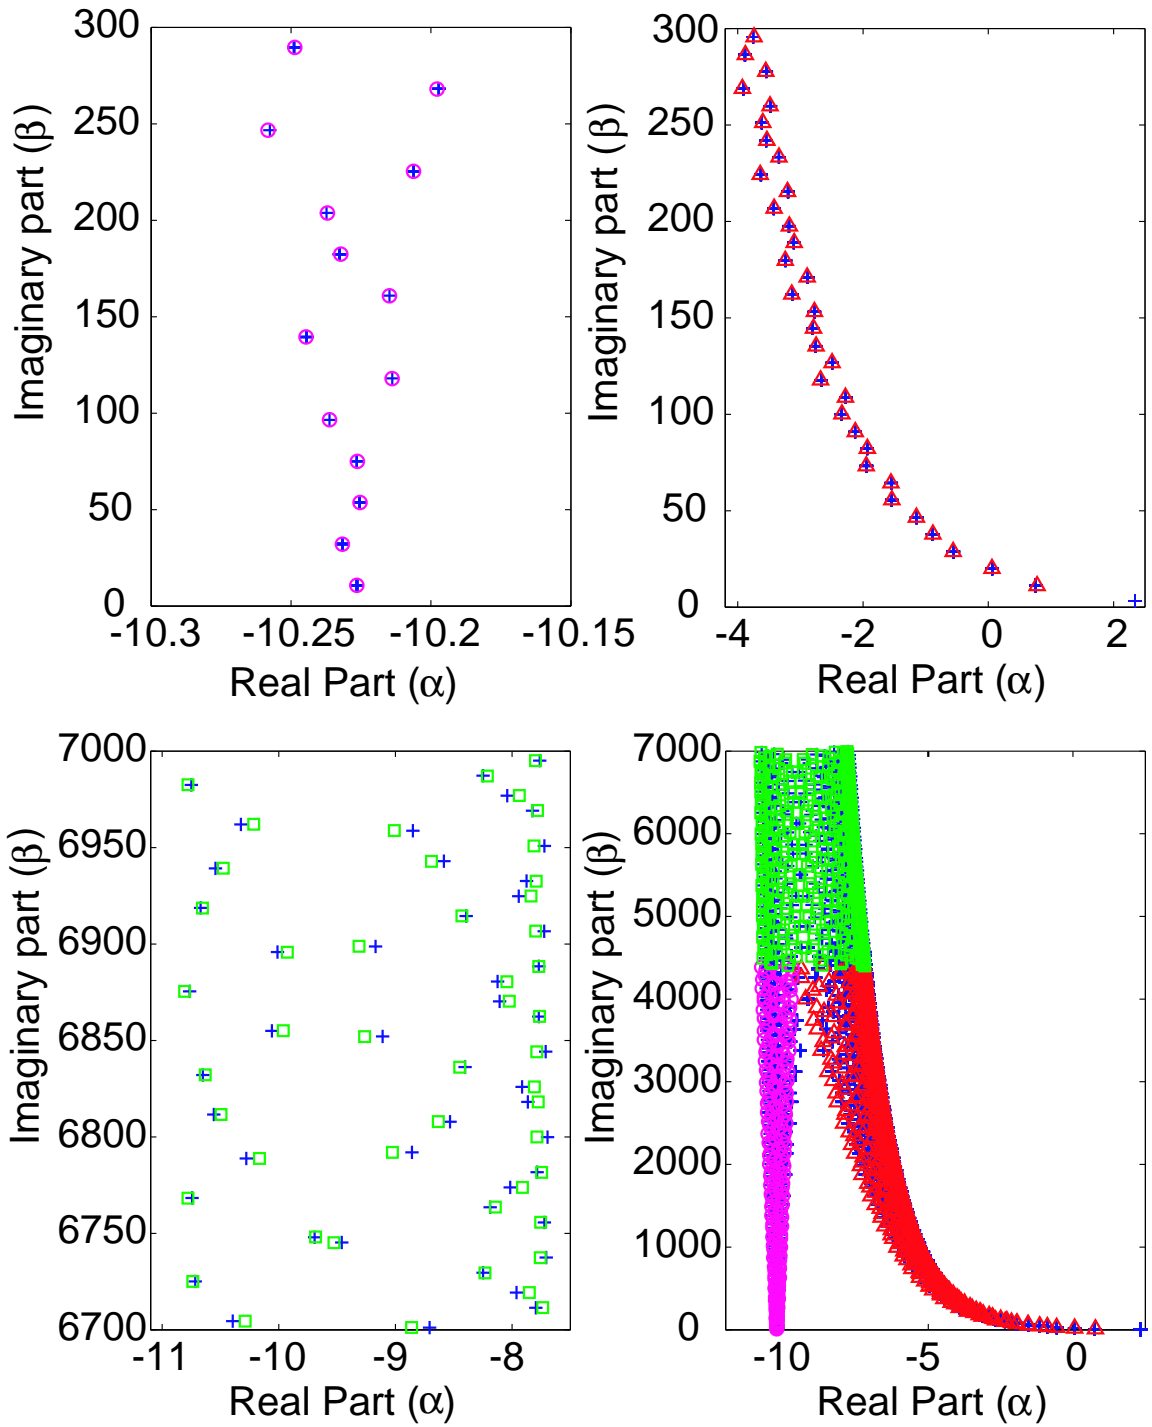 300
250
200
150
100
50
0
Imaginary part (β)
-10.3 -10.25 -10.2 -10.15
Real Part (α)
300
250
200
150
100
50
0
Imaginary part (β)
-4 -2 0 2
Real Part (α)
7000
6950
6900
6850
6800
6750
6700
Imaginary part (β)
-11 -10 -9 -8
Real Part (α)
7000
6000
5000
4000
3000
2000
1000
0
Imaginary part (β)
-10 -5 0
Real Part (α)